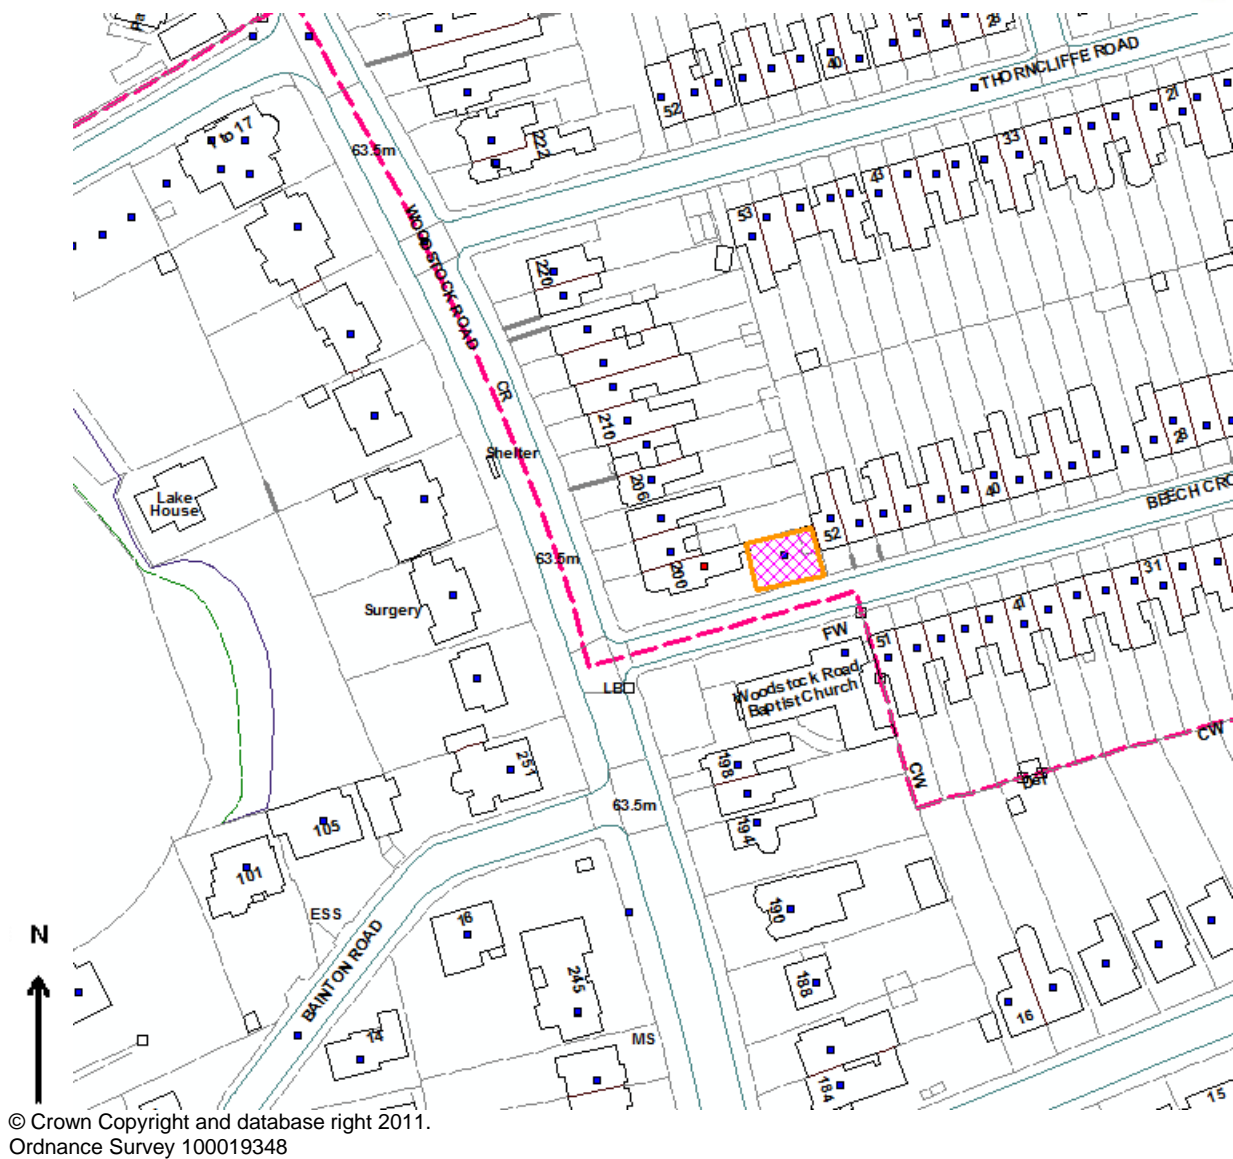 28
40
THORNCLIFFE ROAD
52
21
1 to 17
222
33
63.5m
43
53
WOODSTOCK ROAD
220
CR
210
28
Shelter
206
40
Lake
House
BEECH CRO
52
63.5m
200
31
Surgery
41
FW
51
LB
Woodstock Road
Baptist Church
CW
198
251
CW
63.5m
105
194
101
16
ESS
190
N
BAINTON ROAD
245
188
14
MS
16
184
15
© Crown Copyright and database right 2011.
Ordnance Survey 100019348